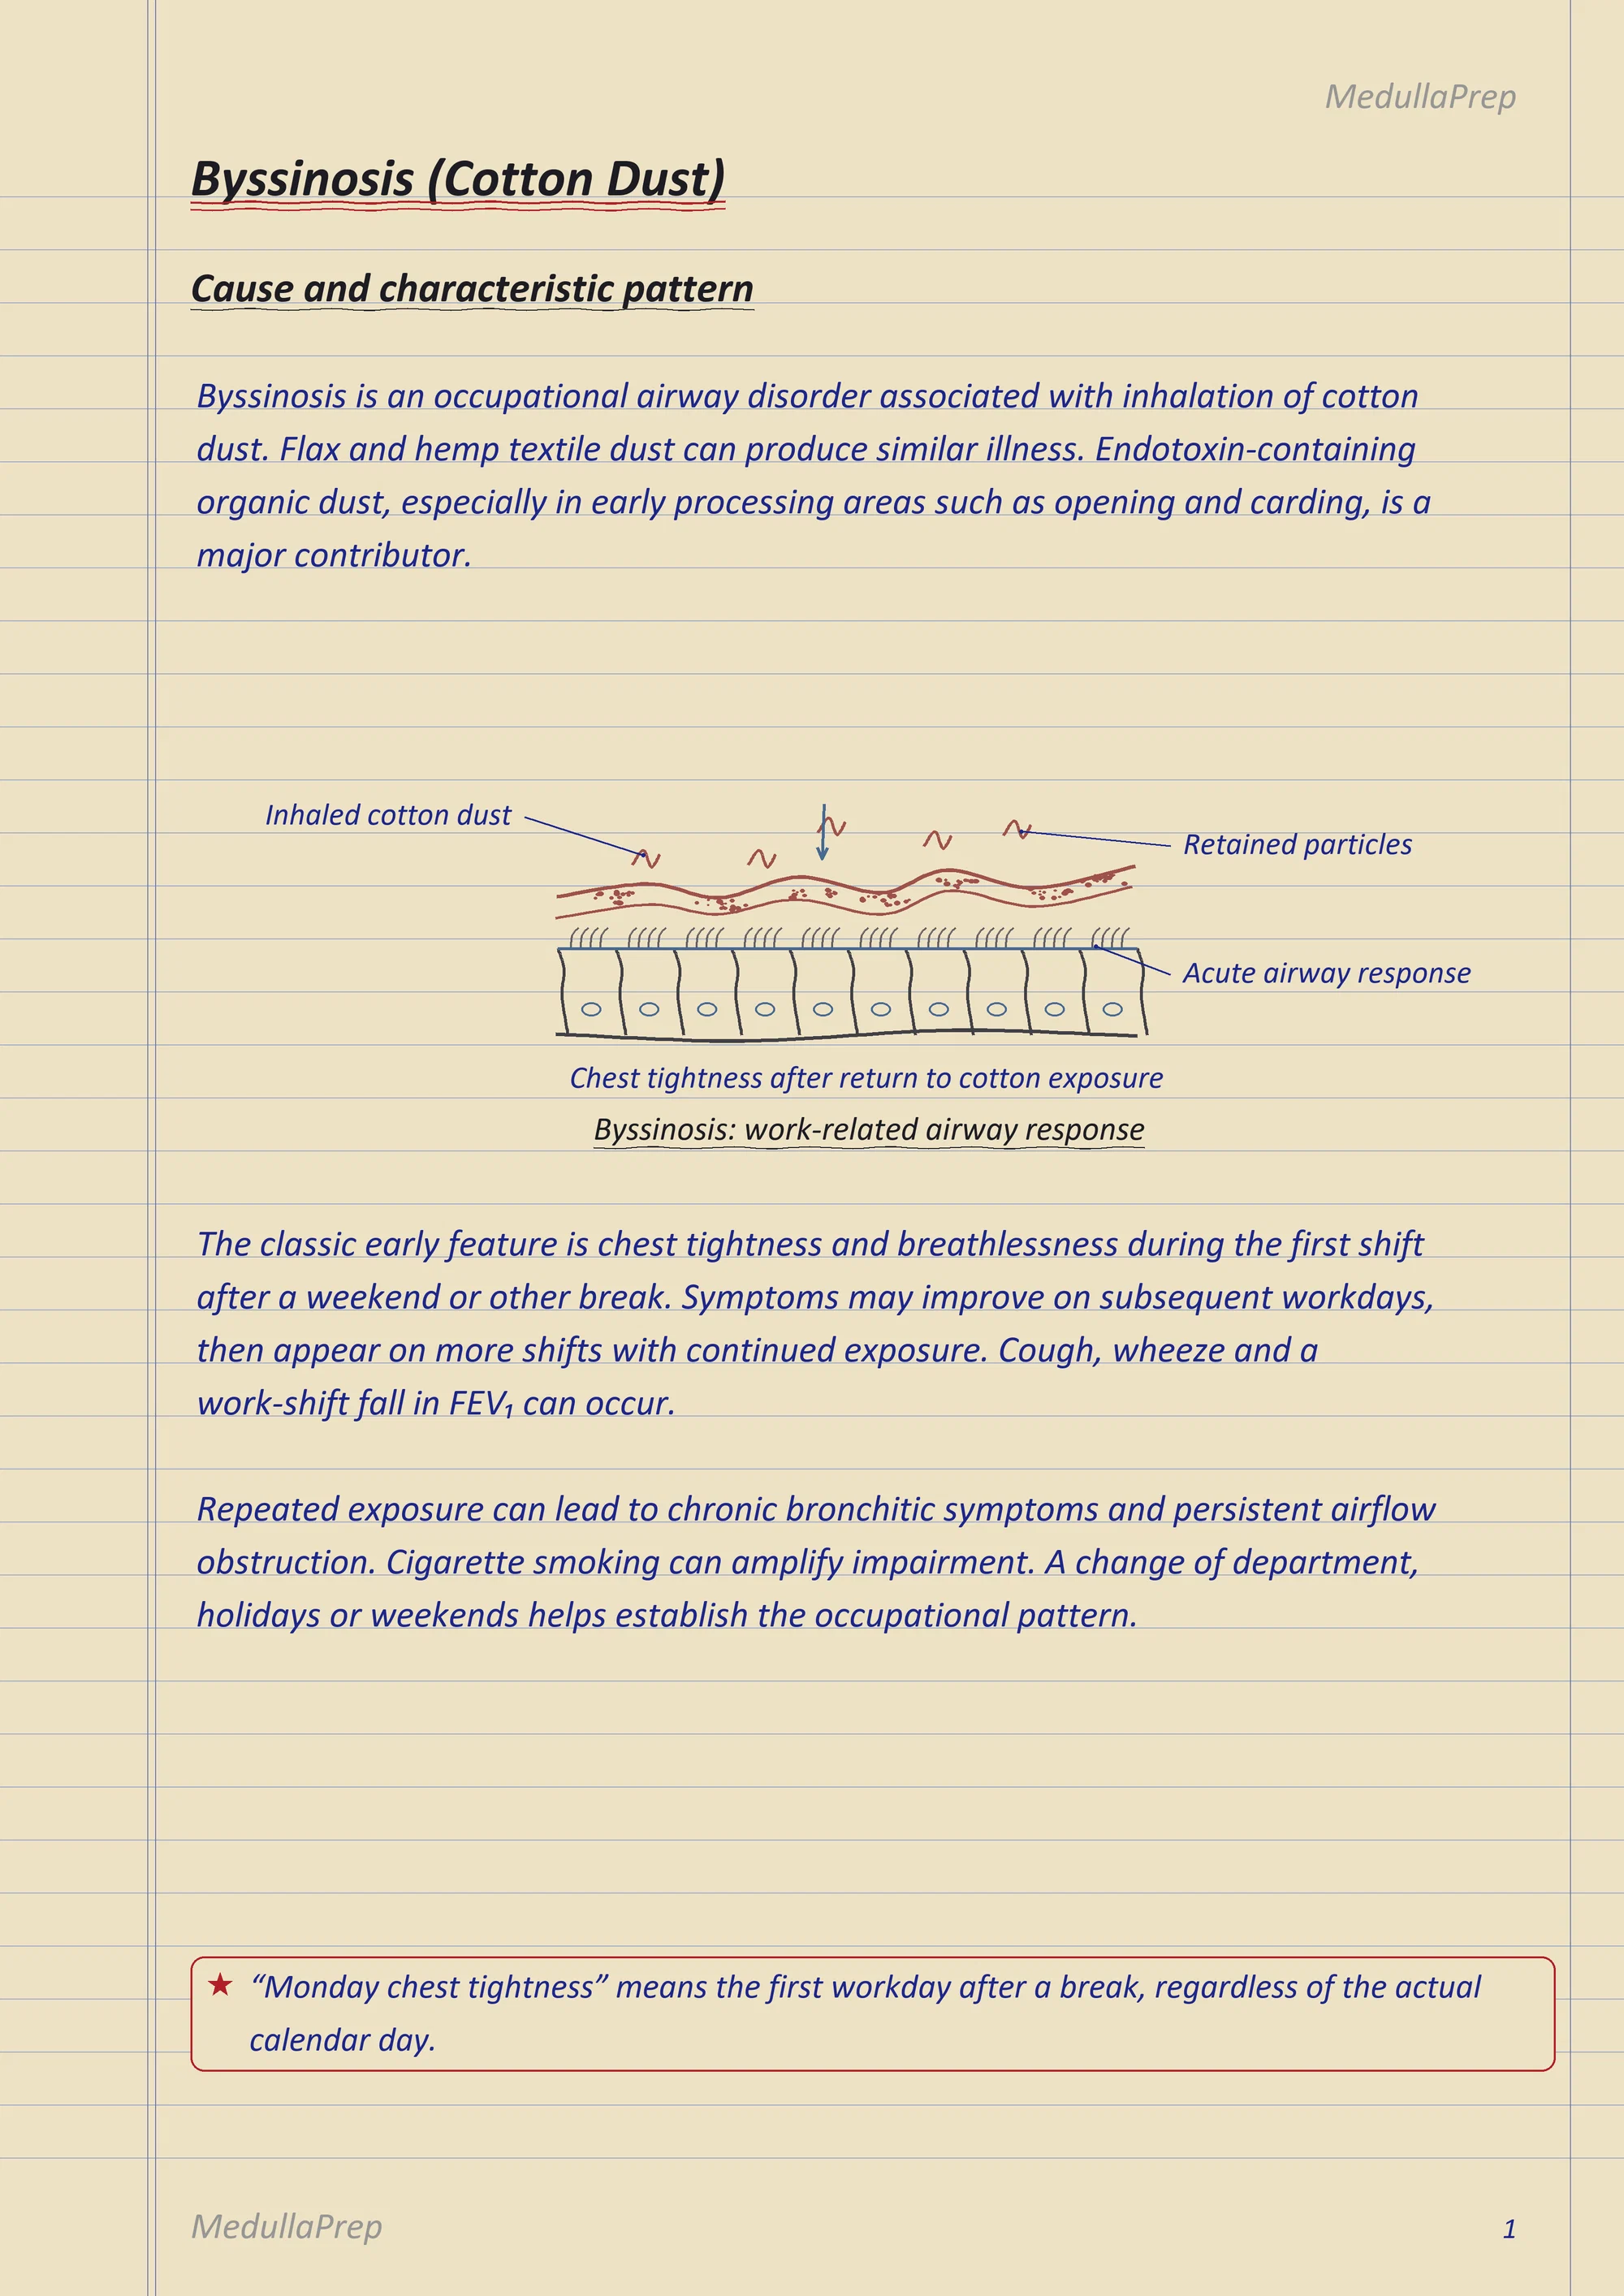 MedullaPrep
Byssinosis (Cotton Dust)
Cause and characteristic pattern
Byssinosis is an occupational airway disorder associated with inhalation of cotton
dust. Flax and hemp textile dust can produce similar illness. Endotoxin-containing
organic dust, especially in early processing areas such as opening and carding, is a
major contributor.
Inhaled cotton dust
Retained particles
Acute airway response
Chest tightness after return to cotton exposure
Byssinosis: work-related airway response
The classic early feature is chest tightness and breathlessness during the first shift
after a weekend or other break. Symptoms may improve on subsequent workdays,
then appear on more shifts with continued exposure. Cough, wheeze and a
work-shift fall in FEV₁ can occur.
Repeated exposure can lead to chronic bronchitic symptoms and persistent airflow
obstruction. Cigarette smoking can amplify impairment. A change of department,
holidays or weekends helps establish the occupational pattern.
★ “Monday chest tightness” means the first workday after a break, regardless of the actual
calendar day.
MedullaPrep
1